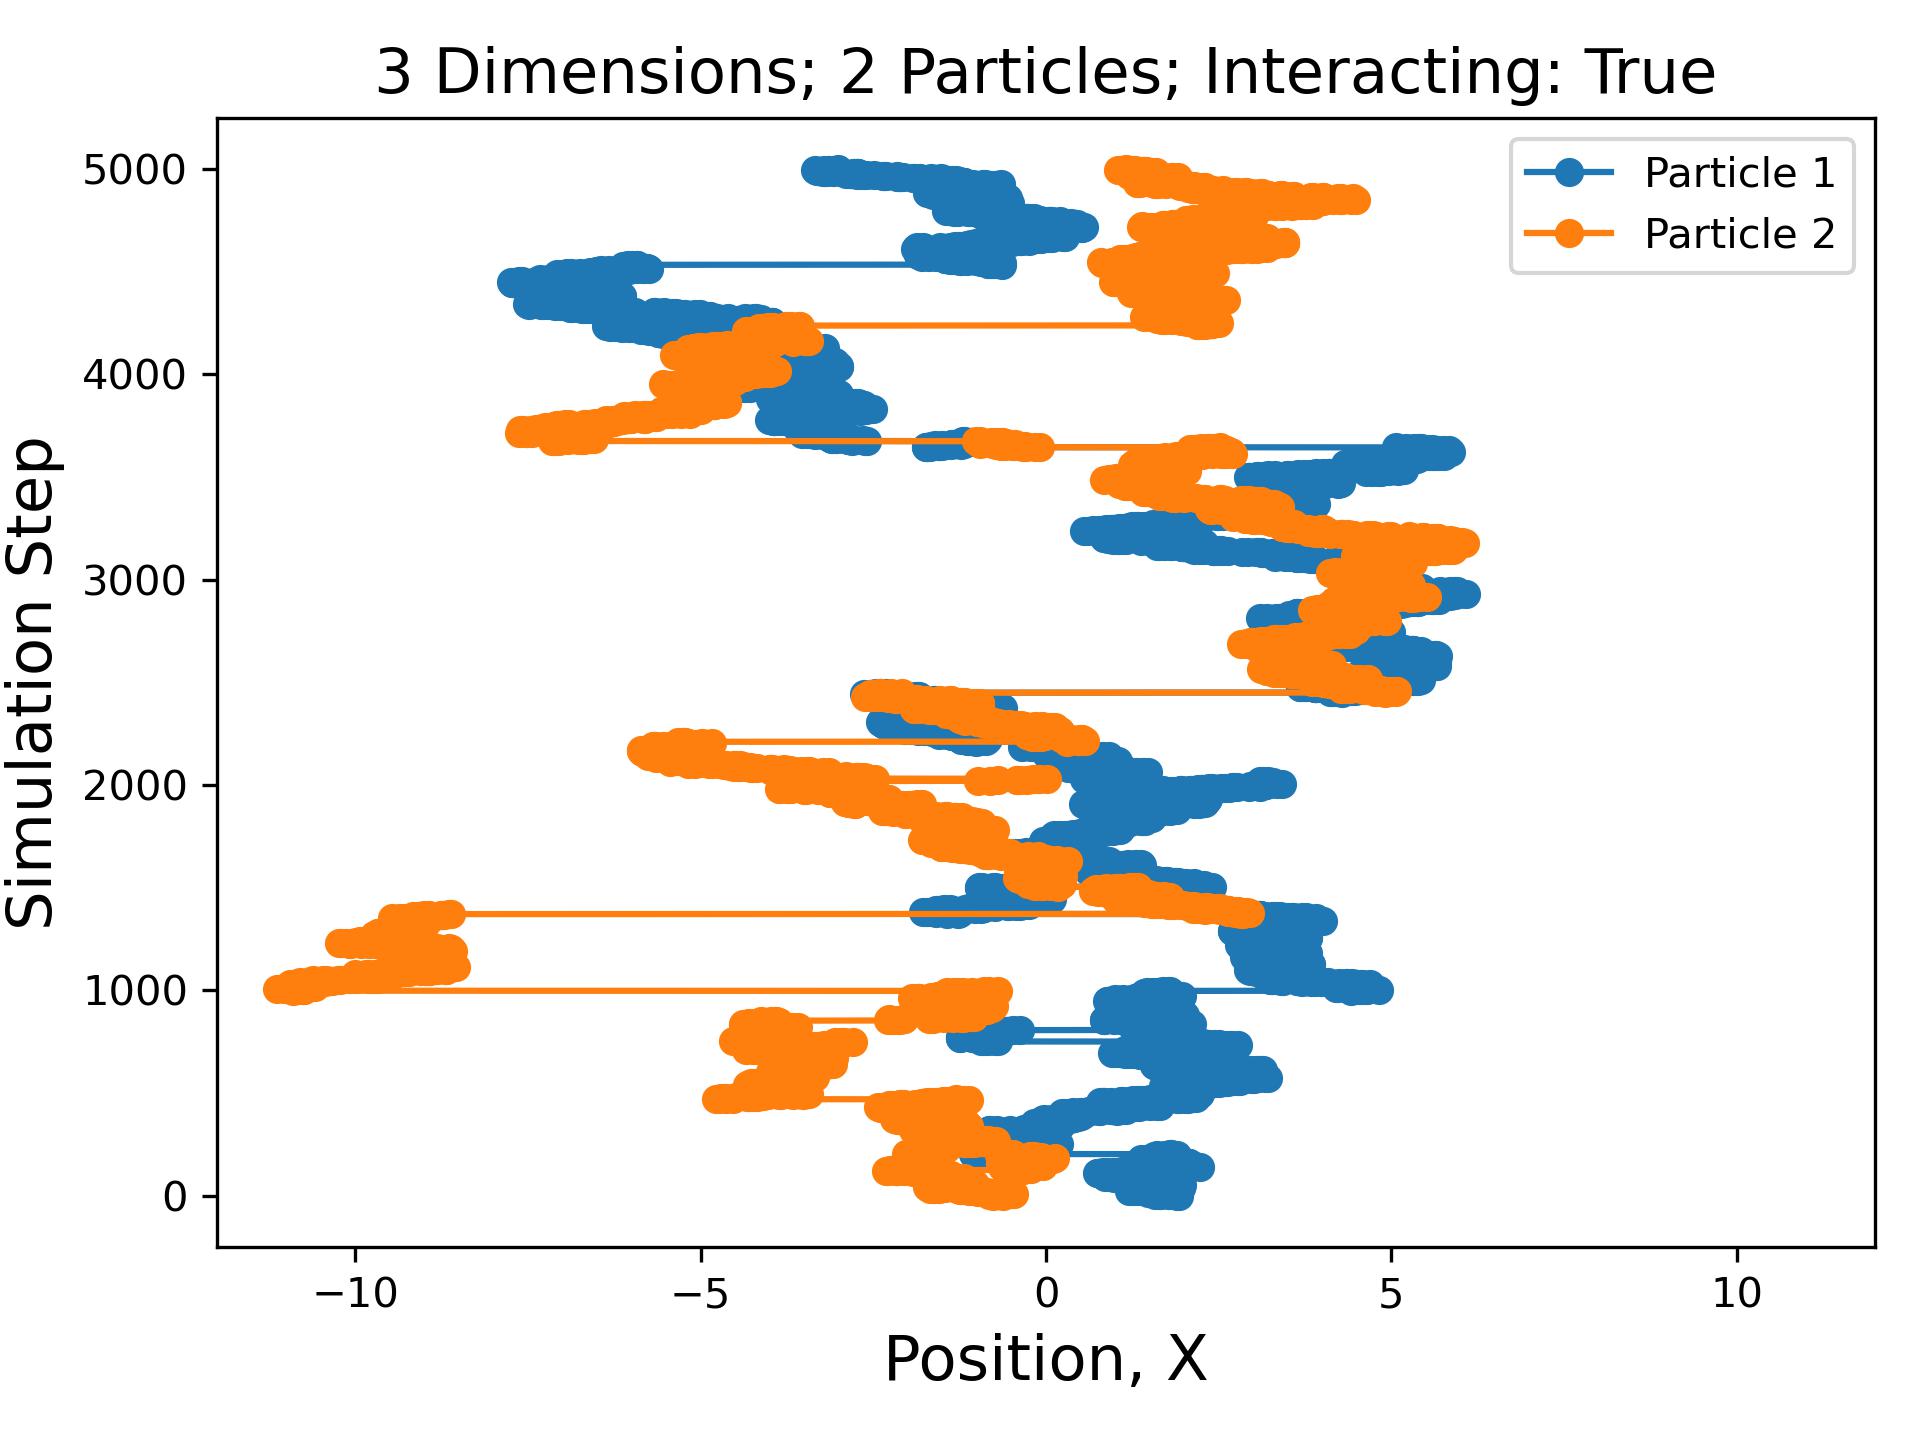 3 Dimensions; 2 Particles; Interacting: True
Particle 1
Particle 2
Simulation Step
5000
4000
3000
2000
1000
0
−10
−5
0
5
10
Position, X